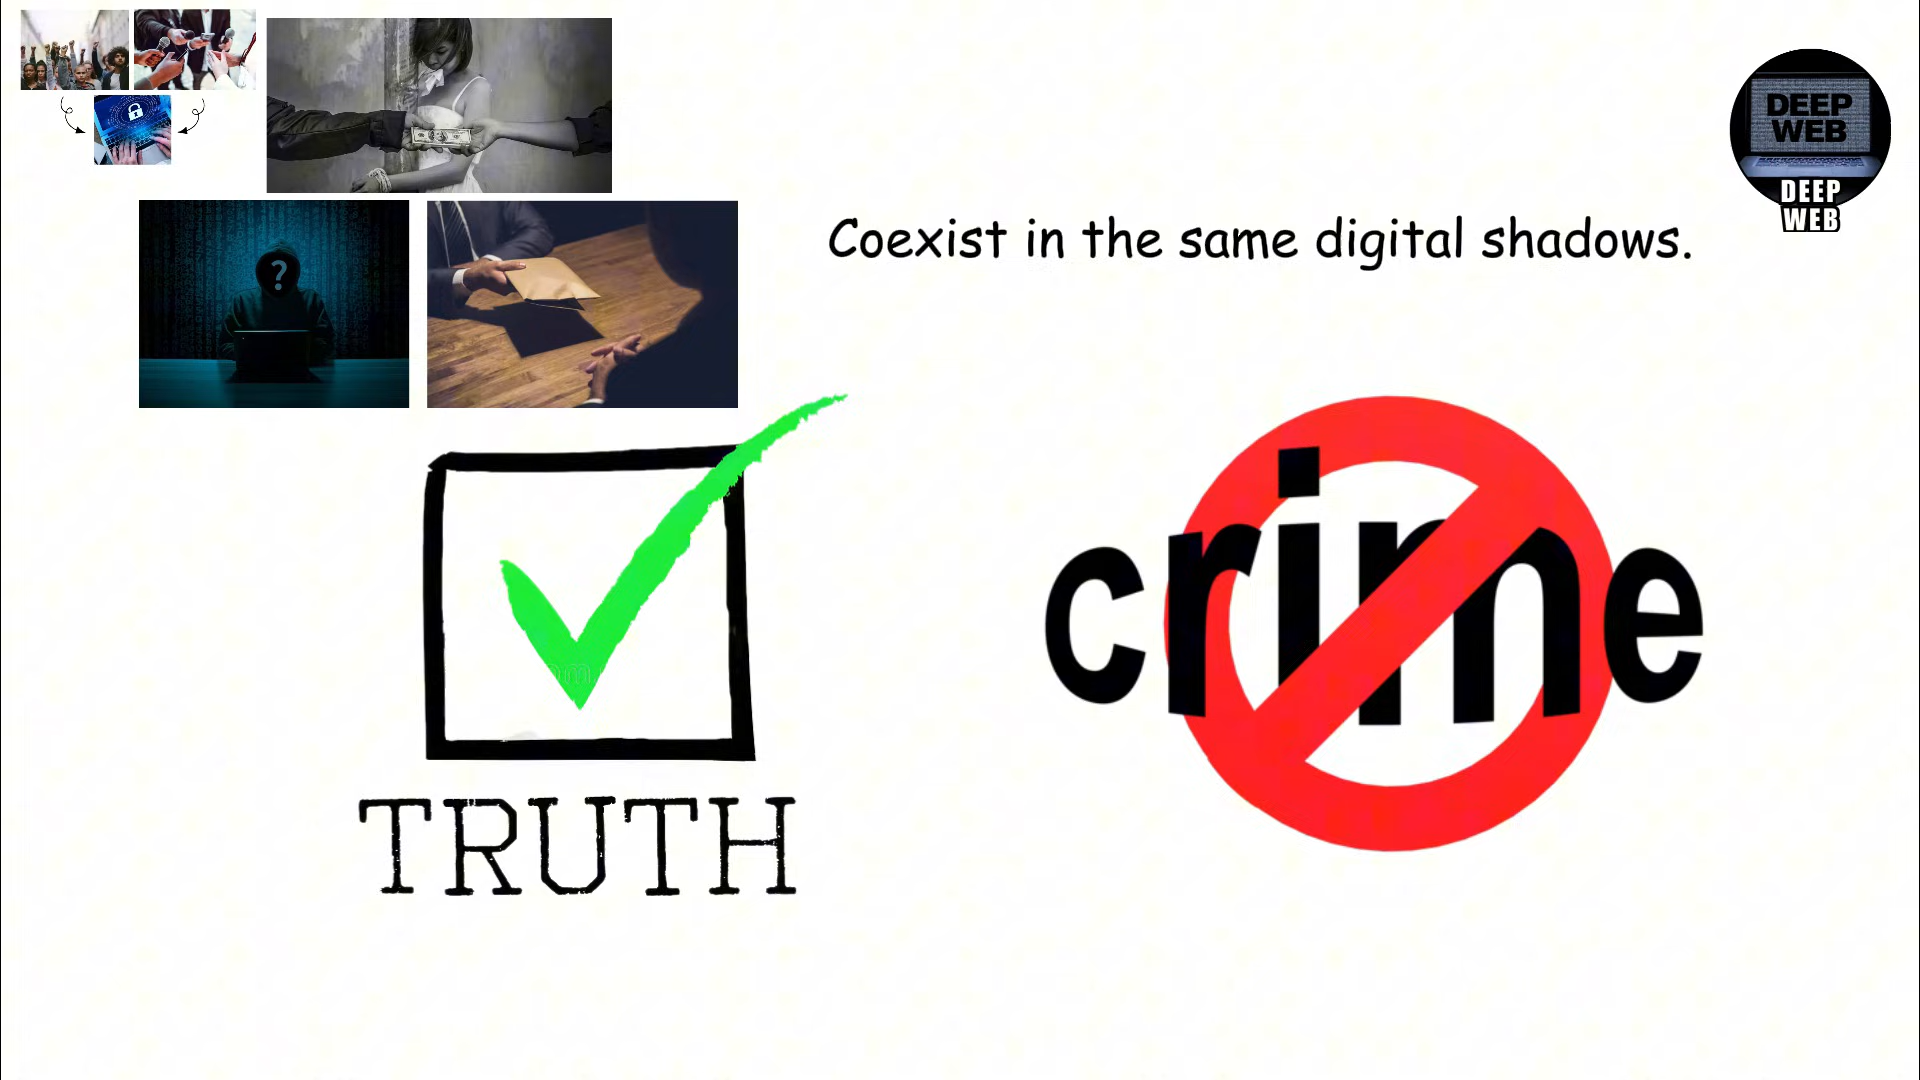 DEEP
WEB
DEEP
WEB
Coexist in the same digital shadows.
?
crime
TRUTH